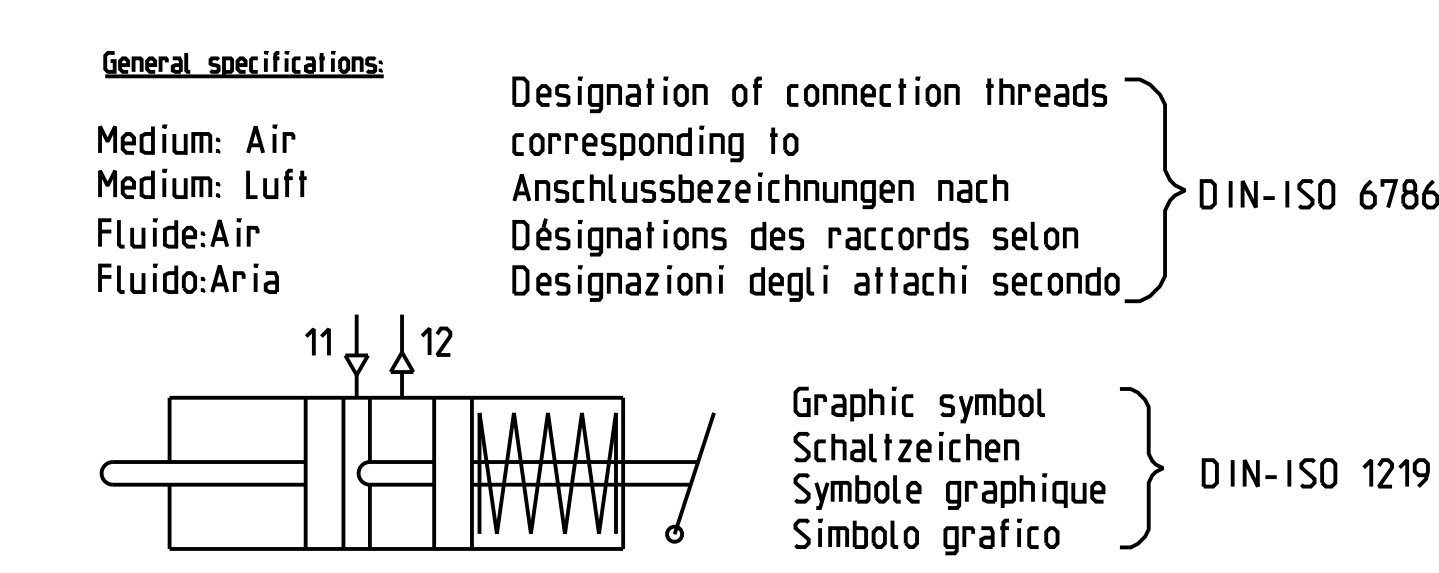 General specifications:
Medium: Air
Medium: Luft
Fluide:Air
Fluido:Aria
Designation of connection threads
corresponding to
Anschlussbezeichnungen nach
Désignations des raccords selon
Designazioni degli attachi secondo
DIN-ISO 6786
11
12
Graphic symbol
Schaltzeichen
Symbole graphique
Simbolo grafico
DIN-ISO 1219